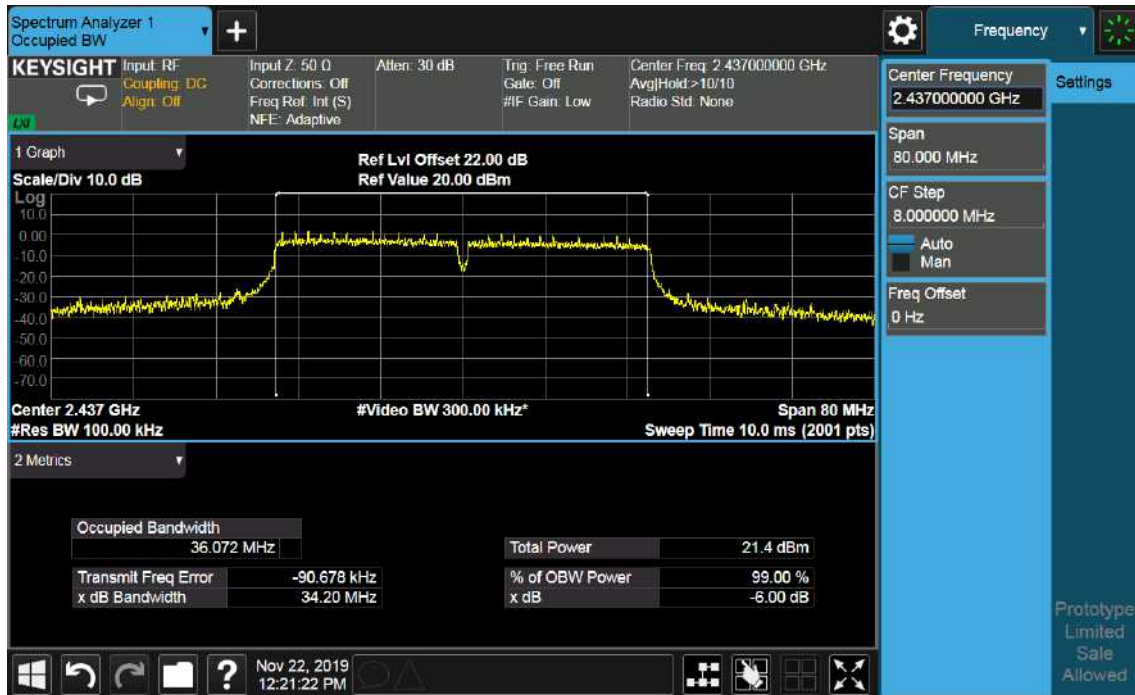 Spectrum Analyzer 1
Occupied BW
+
Frequency
KEYSIGHT
LXI
Input: RF
Coupling: DC
Align: Off
Input Z: 50 Ω
Corrections: Off
Freq Ref: Int (S)
NFE: Adaptive
Atten: 30 dB
Trig: Free Run
Gate: Off
#IF Gain: Low
Center Freq: 2.437000000 GHz
Avg|Hold:>10/10
Radio Std: None
1 Graph
Scale/Div 10.0 dB
Ref Lvl Offset 22.00 dB
Ref Value 20.00 dBm
Log
10.0
0.00
-10.0
-20.0
-30.0
-40.0
-50.0
-60.0
-70.0
Center 2.437 GHz
#Video BW 300.00 kHz*
Span 80 MHz
#Res BW 100.00 kHz
Sweep Time 10.0 ms (2001 pts)
2 Metrics
Occupied Bandwidth
36.072 MHz
Total Power 21.4 dBm
Transmit Freq Error -90.678 kHz
% of OBW Power 99.00 %
x dB Bandwidth 34.20 MHz
x dB -6.00 dB
Center Frequency
2.437000000 GHz
Settings
Span
80.000 MHz
CF Step
8.000000 MHz
Auto
Man
Freq Offset
0 Hz
Prototype
Limited
Sale
Allowed
?
Nov 22, 2019
12:21:22 PM